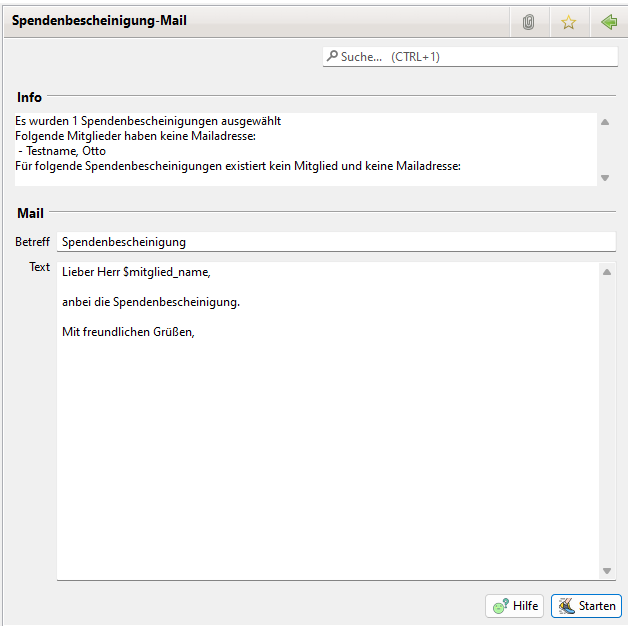 Spendenbescheinigung-Mail
Suche... (CTRL+1)
Info
Es wurden 1 Spendenbescheinigungen ausgewählt
Folgende Mitglieder haben keine Mailadresse:
- Testname, Otto
Für folgende Spendenbescheinigungen existiert kein Mitglied und keine Mailadresse:
Mail
Betreff Spendenbescheinigung
Text Lieber Herr $mitglied_name,
anbei die Spendenbescheinigung.
Mit freundlichen Grüßen,
Hilfe Starten